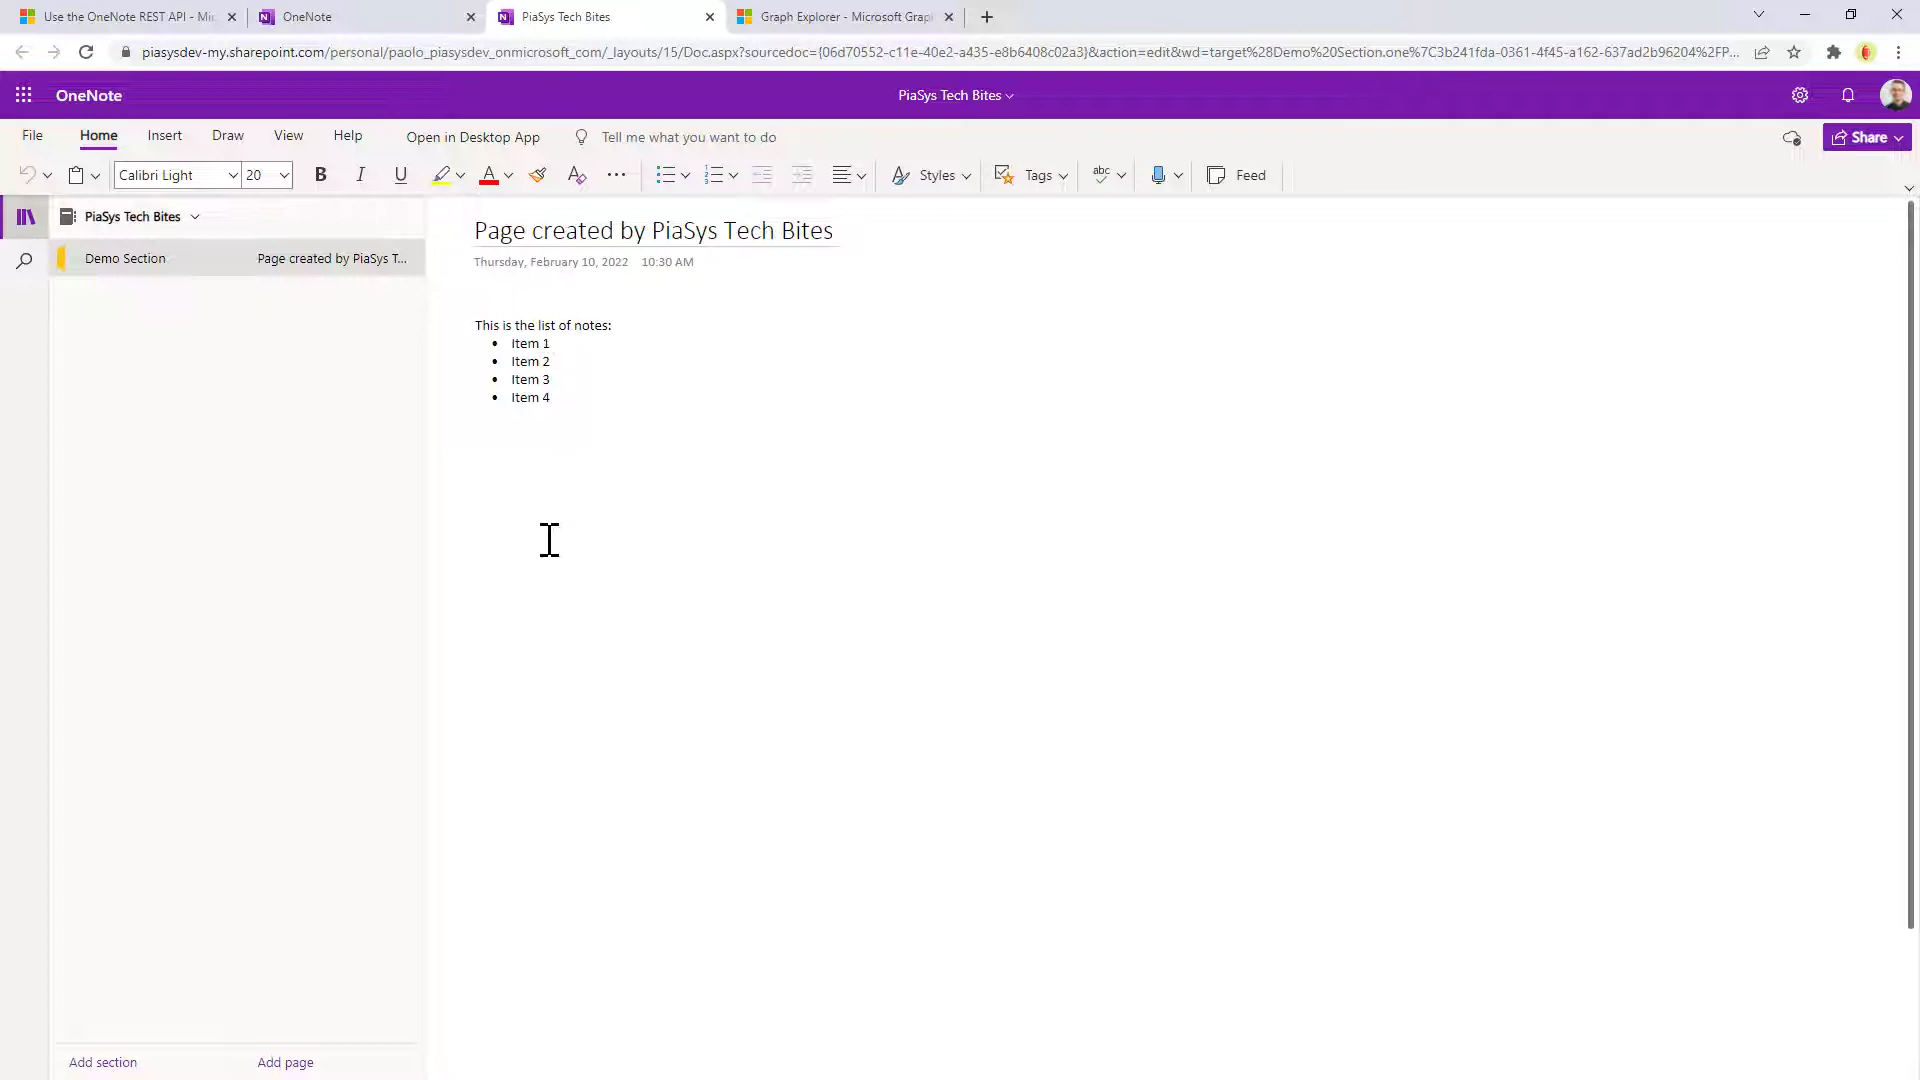 Use the OneNote REST API - Mi
OneNote
PiaSys Tech Bites
Graph Explorer - Microsoft Grap
piasysdev-my.sharepoint.com/personal/paolo_piasysdev_onmicrosoft_com/_layouts/15/Doc.aspx?sourcedoc={06d70552-c11e-40e2-a435-e8b6408c02a3}&action=edit&wd=target%28Demo%20Section.one%7C3b241fda-0361-4f45-a162-637ad2b96204%2FP...
OneNote
PiaSys Tech Bites
File
Home
Insert
Draw
View
Help
Open in Desktop App
Tell me what you want to do
Share
Calibri Light
20
B
I
U
A
Styles
Tags
abc
Feed
PiaSys Tech Bites
Demo Section
Page created by PiaSys T...
Page created by PiaSys Tech Bites
Thursday, February 10, 2022 10:30 AM
This is the list of notes:
• Item 1
• Item 2
• Item 3
• Item 4
Add section
Add page